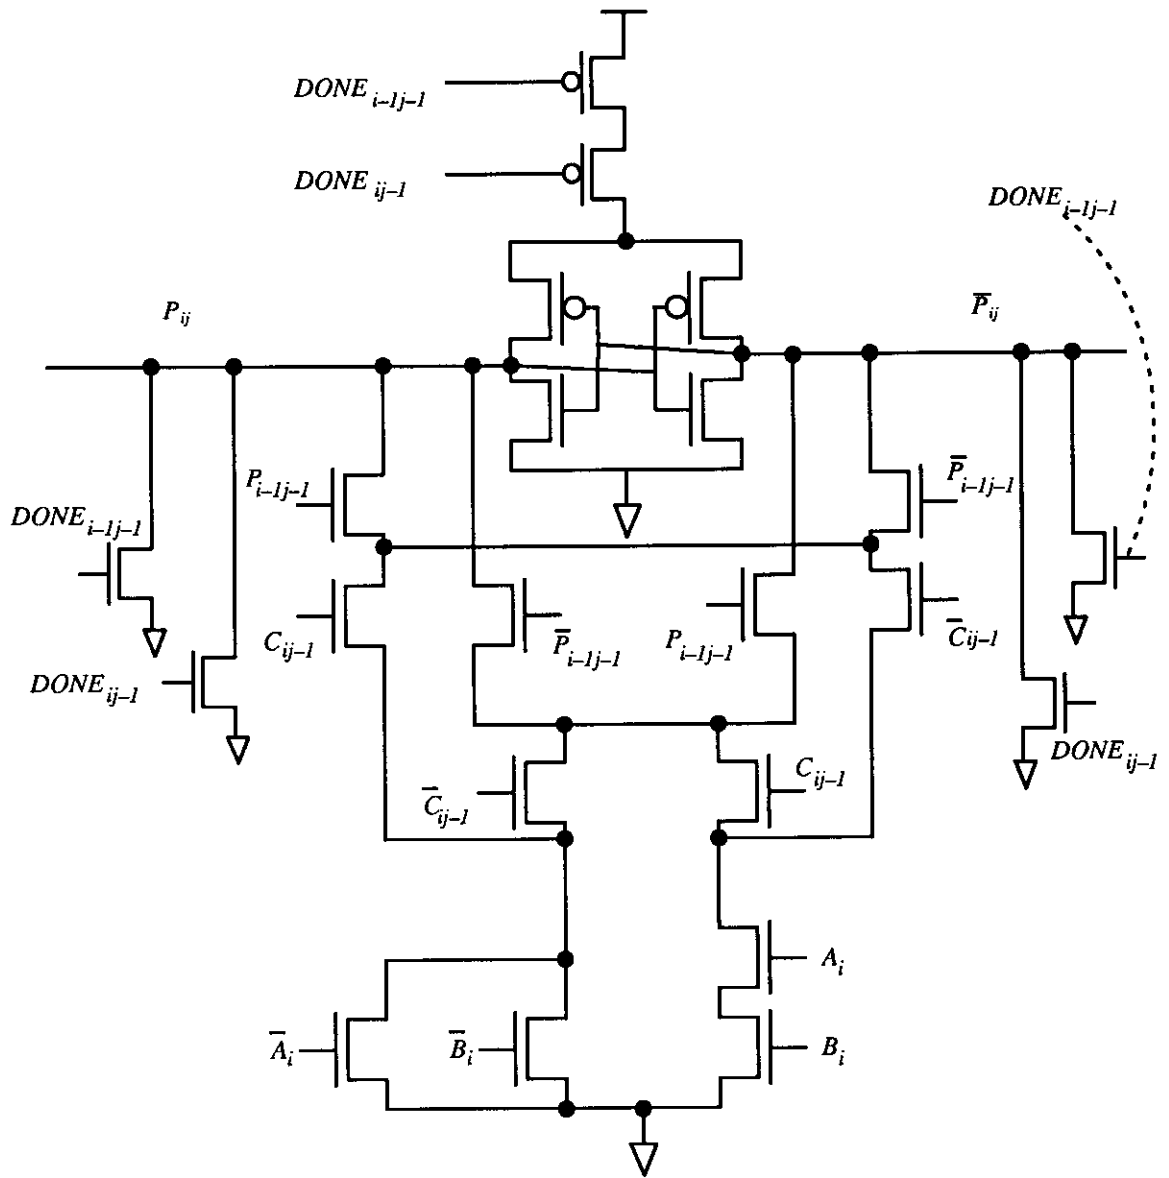 DONE i–1j–1
DONE ij–1
DONE i–1j–1
P ij
P̅ ij
P i–1j–1
P̅ i–1j–1
DONE i–1j–1
C ij–1
P̅ i–1j–1
P i–1j–1
C̅ ij–1
DONE ij–1
DONE ij–1
C̅ ij–1
C ij–1
A i
A̅ i
B̅ i
B i